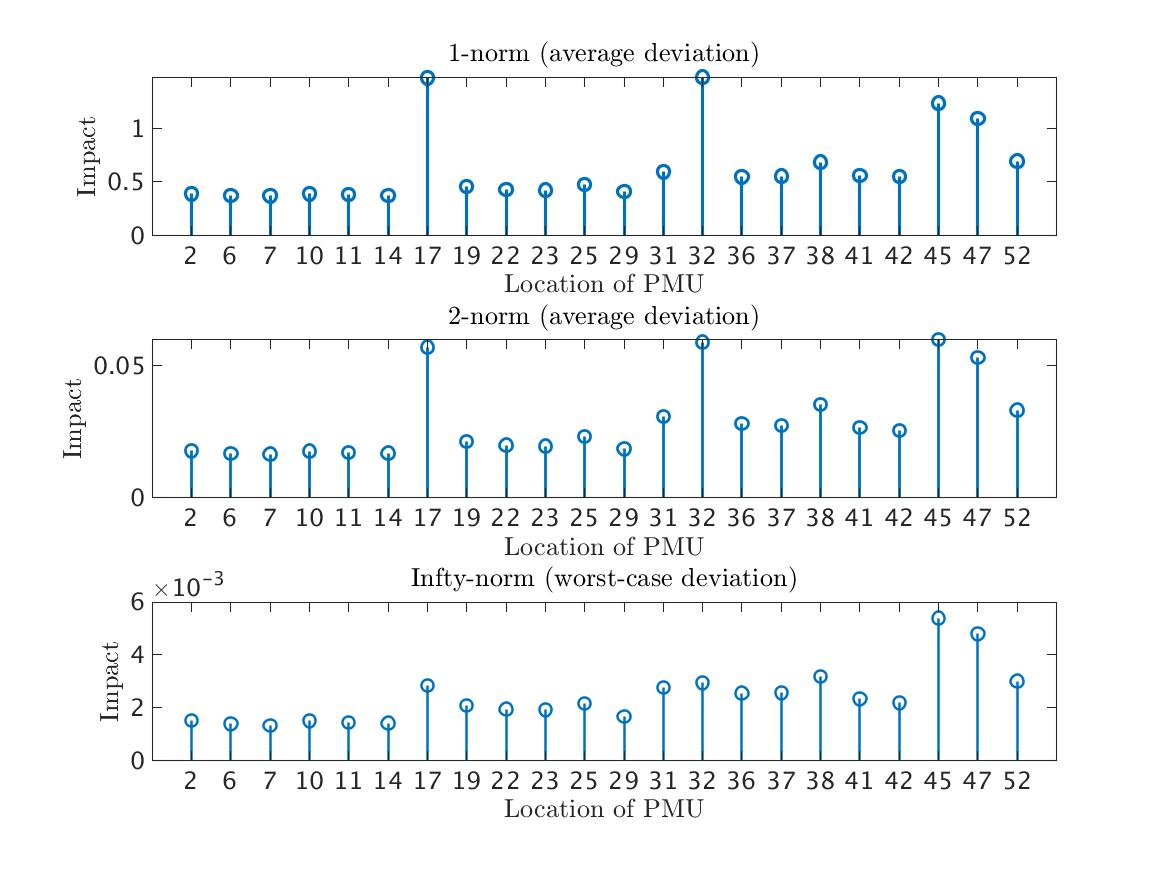 1-norm (average deviation)
Impact
1
0.5
0
2 6 7 10 11 14 17 19 22 23 25 29 31 32 36 37 38 41 42 45 47 52
Location of PMU
2-norm (average deviation)
Impact
0.05
0
2 6 7 10 11 14 17 19 22 23 25 29 31 32 36 37 38 41 42 45 47 52
Location of PMU
Infty-norm (worst-case deviation)
×10⁻³
Impact
6
4
2
0
2 6 7 10 11 14 17 19 22 23 25 29 31 32 36 37 38 41 42 45 47 52
Location of PMU